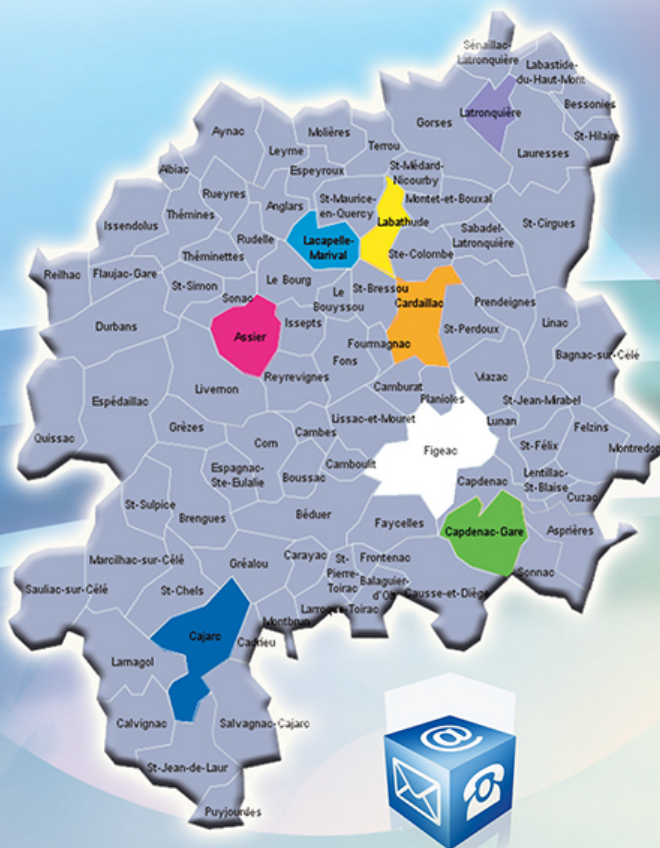 Sénaillac-
Latronquière
Labastide-
du-Haut-Mont
Bessonies
Latronquière
Gorses
St-Hilaire
Lauresses
Aynac
Molières
Terrou
Leyme
Espeyroux
St-Médard-
Nicourby
Albiac
Rueyres
Anglars
St-Maurice-
en-Quercy
Montet-et-Bouxal
Issendolus
Thémines
Labathude
St-Cirgues
Rudelle
Lacapelle-
Marival
Sabadel-
Latronquière
Théminettes
Ste-Colombe
Reilhac
Flaujac-Gare
St-Simon
Le Bourg
St-Bressou
Sonac
Le
Bouyssou
Cardaillac
Prendeignes
Durbans
Assier
Issepts
St-Perdoux
Linac
Fourmagnac
Fons
Bagnac-sur-Célé
Reyrevignes
Camburat
Viazac
Livernon
Planioles
St-Jean-Mirabel
Espédaillac
Lissac-et-Mouret
Lunan
Grèzes
Cambes
Felzins
Quissac
Corn
St-Félix
Montredon
Figeac
Espagnac-
Ste-Eulalie
Camboulit
Boussac
Capdenac
Lentillac-
St-Blaise
Cuzac
St-Sulpice
Brengues
Béduer
Faycelles
Capdenac-Gare
Asprières
Marcilhac-sur-Célé
Gréalou
Carayac
St-
Pierre-
Toirac
Frontenac
Sonnac
Sauliac-sur-Célé
St-Chels
Balaguier-
d'Olt
Causse-et-Diège
Larroque-Toirac
Montbrun
Cajarc
Cadrieu
Larnagol
Calvignac
Salvagnac-Cajarc
St-Jean-de-Laur
Puyjourdes
@